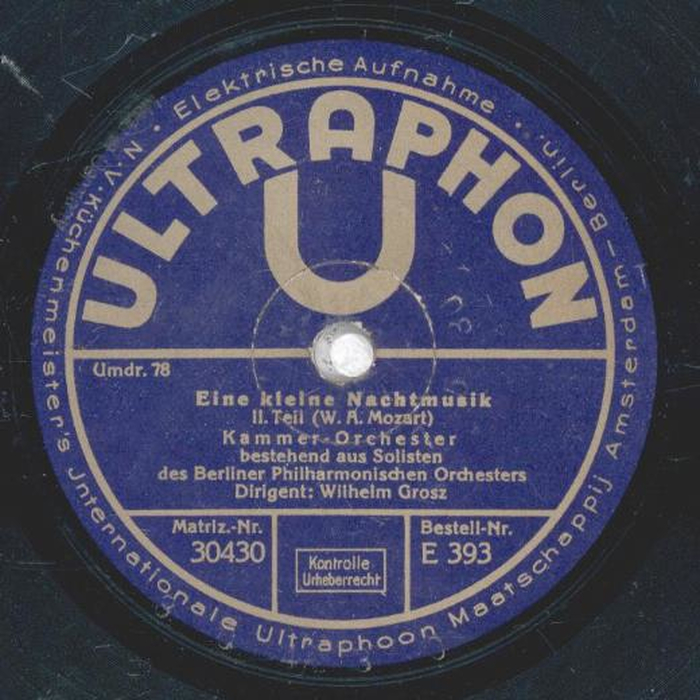 N.V. Küchenmeister's Jnternationale Ultraphoon Maatschappij Amsterdam – Berlin.
Elektrische Aufnahme
ULTRAPHON
U
Umdr. 78
Eine kleine Nachtmusik
II. Teil (W. A. Mozart)
Kammer-Orchester
bestehend aus Solisten
des Berliner Philharmonischen Orchesters
Dirigent: Wilhelm Grosz
Matriz.-Nr.
30430
Kontrolle
Urheberrecht
Bestell-Nr.
E 393